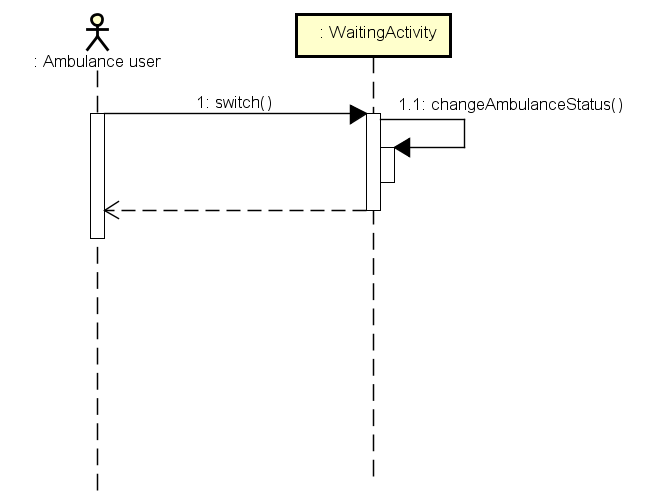 : WaitingActivity
: Ambulance user
1: switch()
1.1: changeAmbulanceStatus()